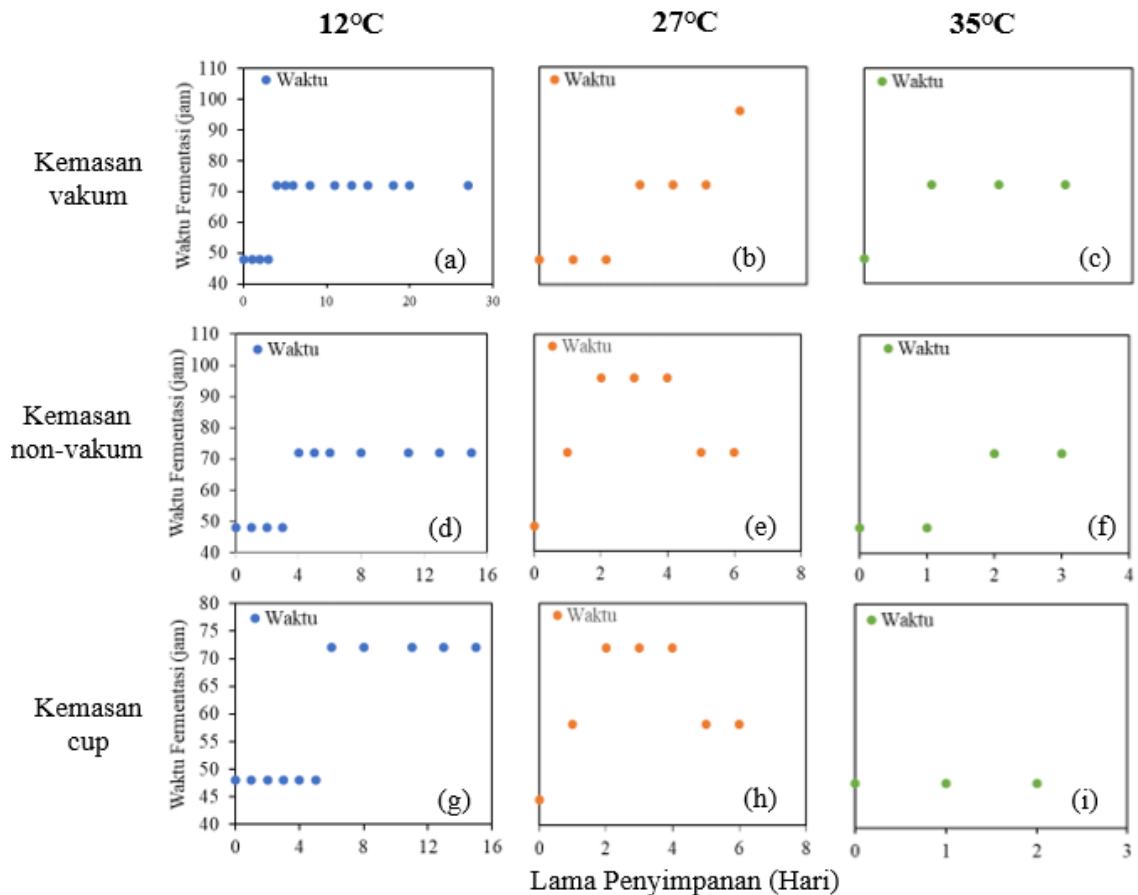 12°C 27°C 35°C
Kemasan
vakum
Waktu Fermentasi (jam)
110
100
90
80
70
60
50
40
0 10 20 30
Waktu
(a)
Waktu
(b)
Waktu
(c)
Kemasan
non-vakum
Waktu Fermentasi (jam)
110
100
90
80
70
60
50
40
0 4 8 12 16
Waktu
(d)
Waktu
(e)
0 2 4 6 8
Waktu
(f)
0 1 2 3 4
Kemasan
cup
Waktu Fermentasi (jam)
80
75
70
65
60
55
50
45
40
0 4 8 12 16
Waktu
(g)
Waktu
(h)
0 2 4 6 8
Waktu
(i)
0 1 2 3
Lama Penyimpanan (Hari)